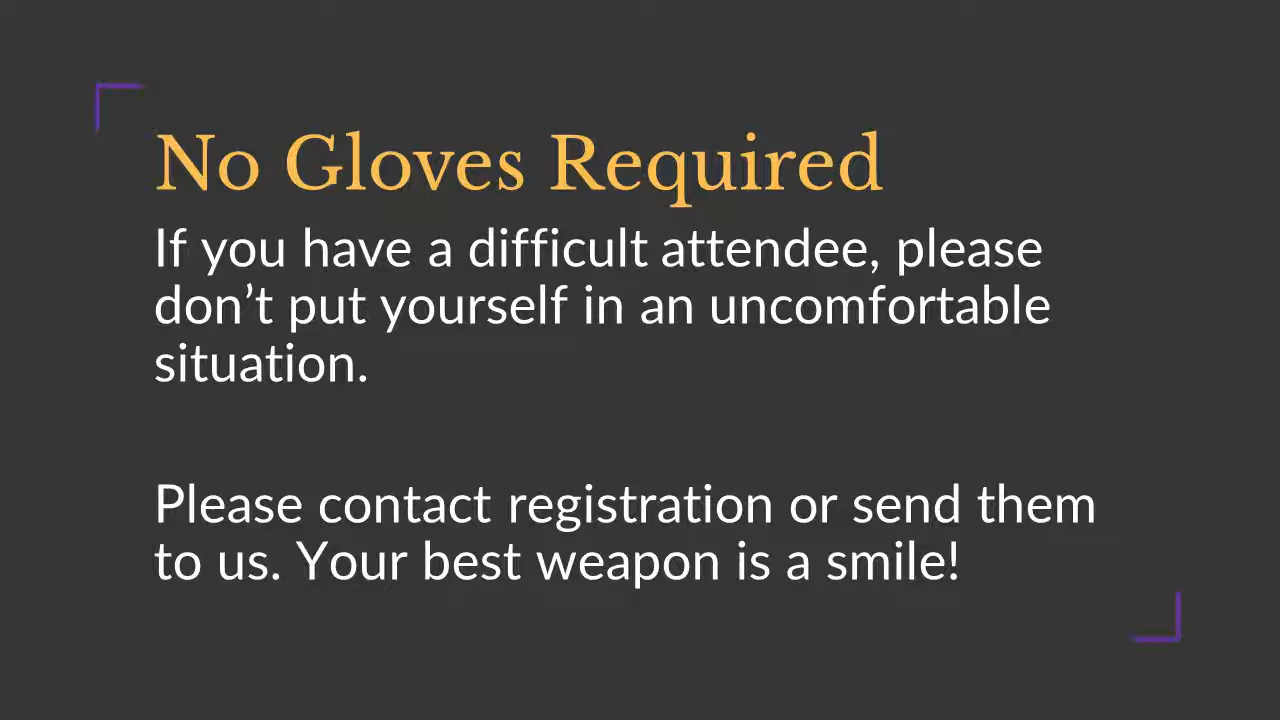 No Gloves Required
If you have a difficult attendee, please
don’t put yourself in an uncomfortable
situation.
Please contact registration or send them
to us. Your best weapon is a smile!